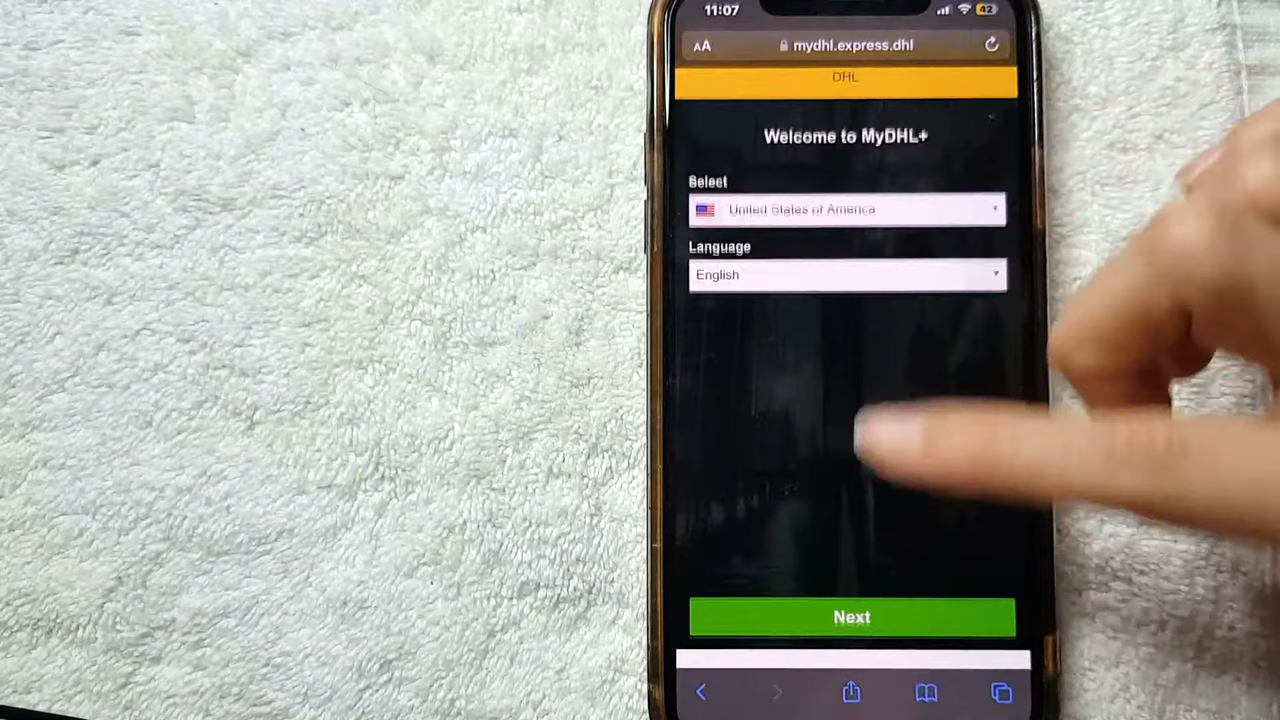 11:07
42
AA mydhl.express.dhl
DHL
Welcome to MyDHL+
Select
United States of America
Language
English
Next